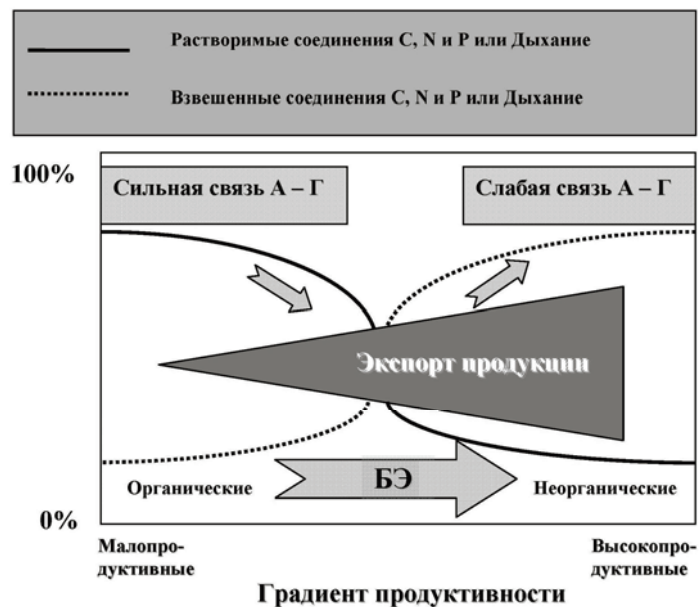 Растворимые соединения C, N и P или Дыхание
Взвешенные соединения C, N и P или Дыхание
100%
Сильная связь А – Г
Слабая связь А – Г
Экспорт продукции
Органические
БЭ
Неорганические
0%
Малопро-
дуктивные
Высокопро-
дуктивные
Градиент продуктивности